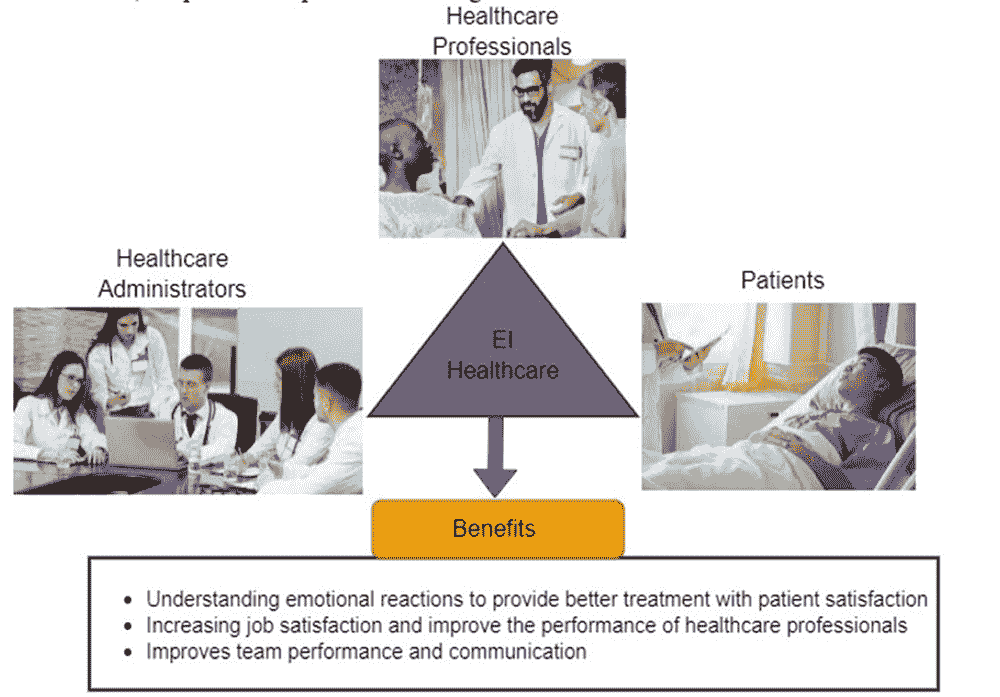 Healthcare
Professionals
Healthcare
Administrators
Patients
EI
Healthcare
Benefits
• Understanding emotional reactions to provide better treatment with patient satisfaction
• Increasing job satisfaction and improve the performance of healthcare professionals
• Improves team performance and communication